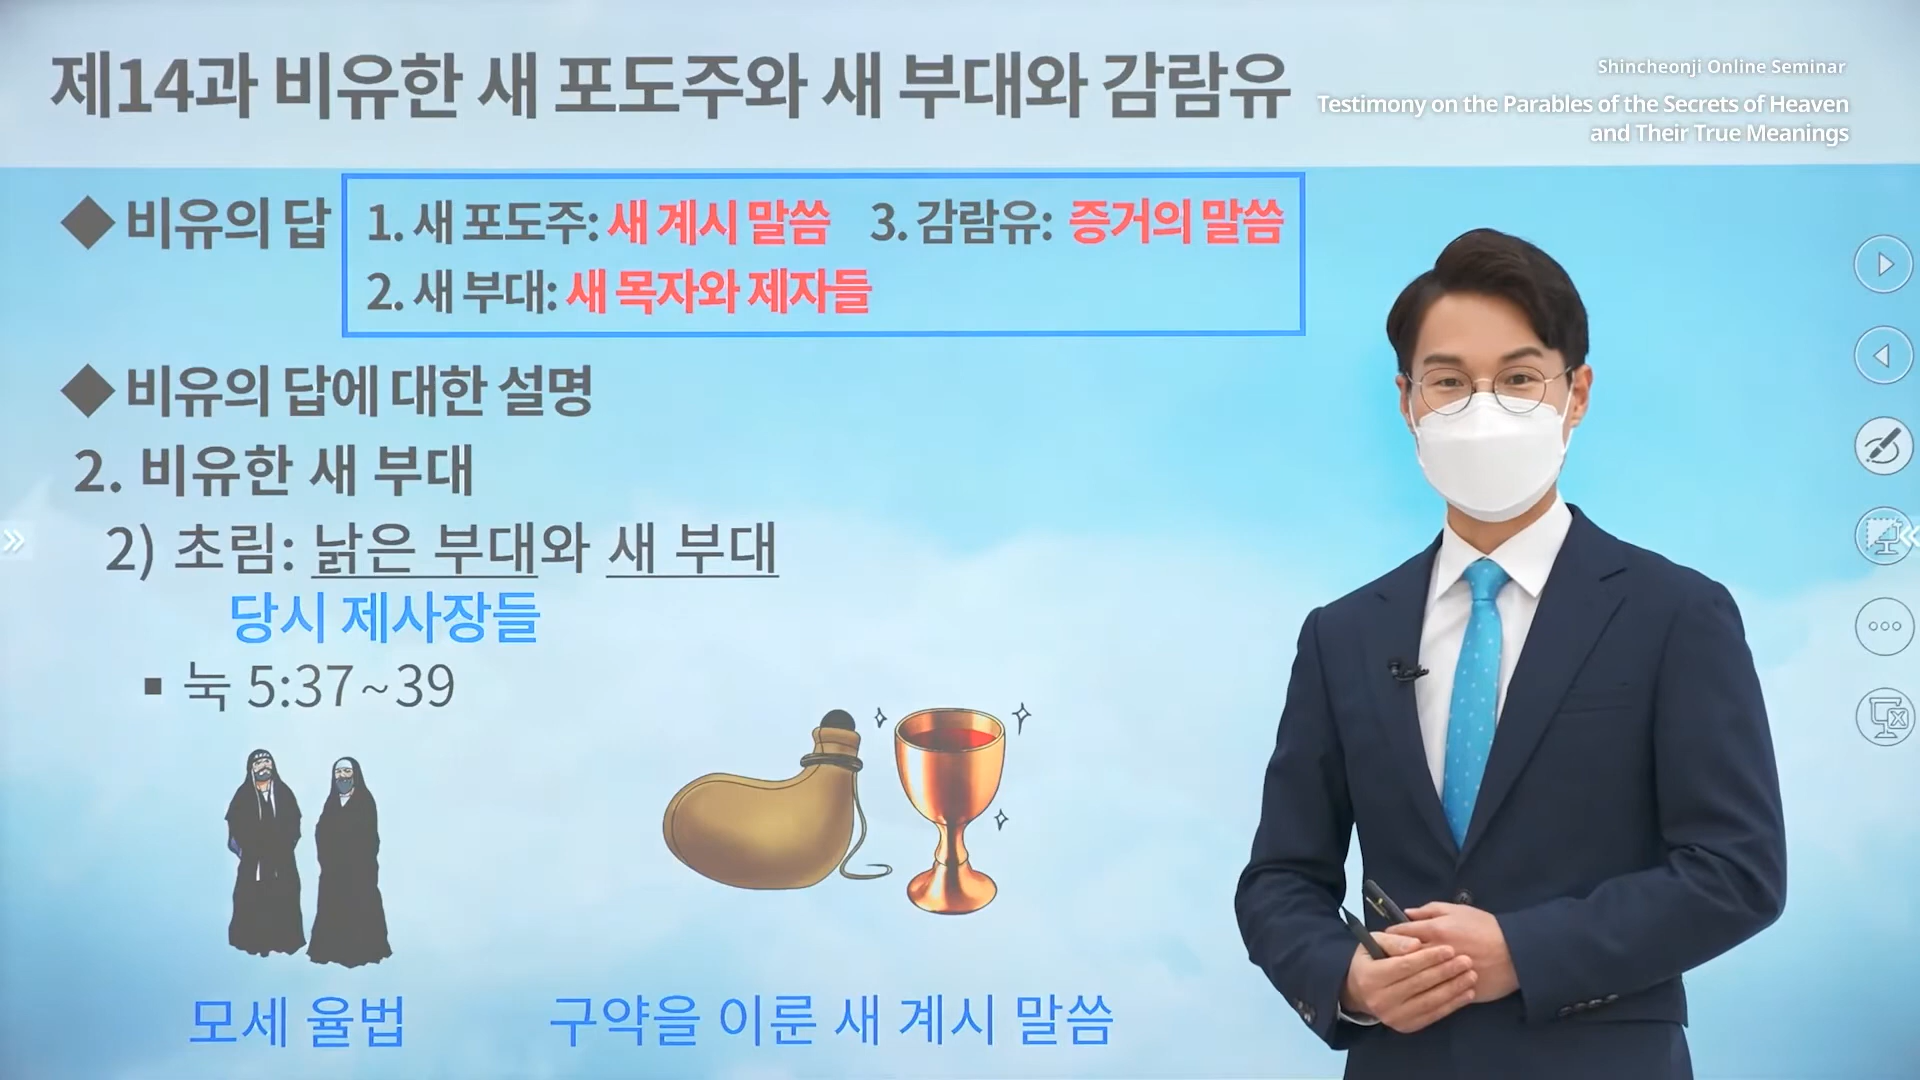 제14과 비유한 새 포도주와 새 부대와 감람유
Shincheonji Online Seminar
Testimony on the Parables of the Secrets of Heaven
and Their True Meanings
◆ 비유의 답
1. 새 포도주: 새 계시 말씀 3. 감람유: 증거의 말씀
2. 새 부대: 새 목자와 제자들
◆ 비유의 답에 대한 설명
2. 비유한 새 부대
2) 초림: 낡은 부대와 새 부대
당시 제사장들
▪ 눅 5:37~39
모세 율법
구약을 이룬 새 계시 말씀